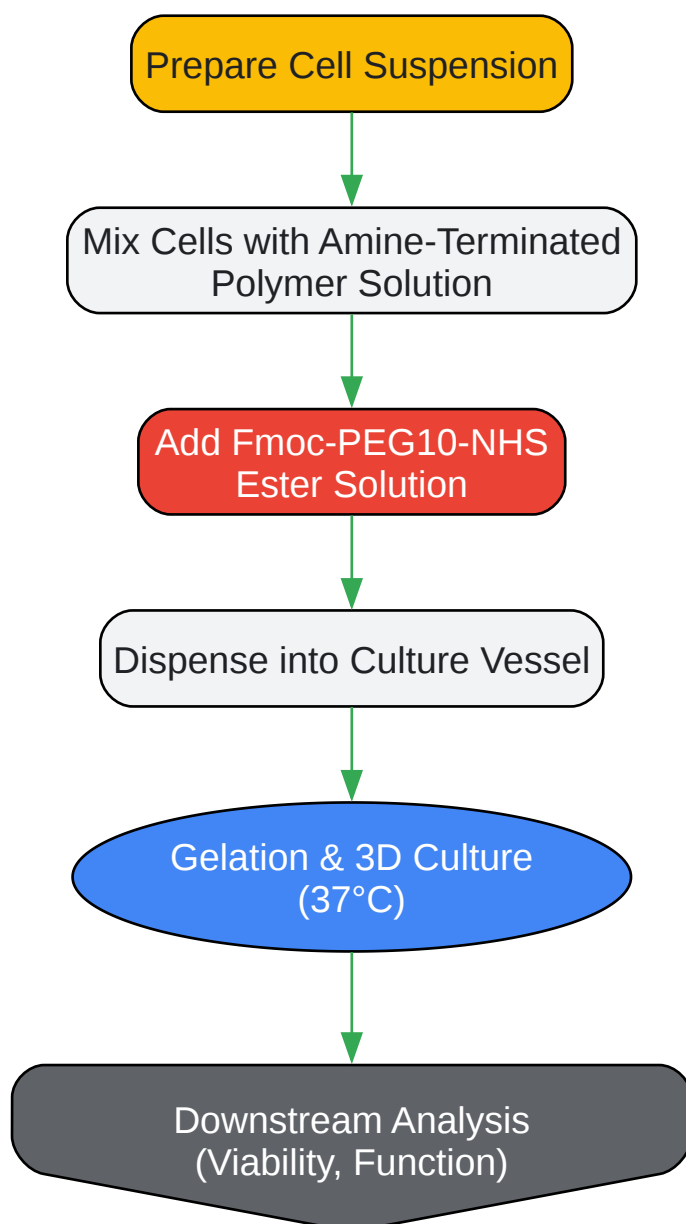 Prepare Cell Suspension
Mix Cells with Amine-Terminated
Polymer Solution
Add Fmoc-PEG10-NHS
Ester Solution
Dispense into Culture Vessel
Gelation & 3D Culture
(37°C)
Downstream Analysis
(Viability, Function)